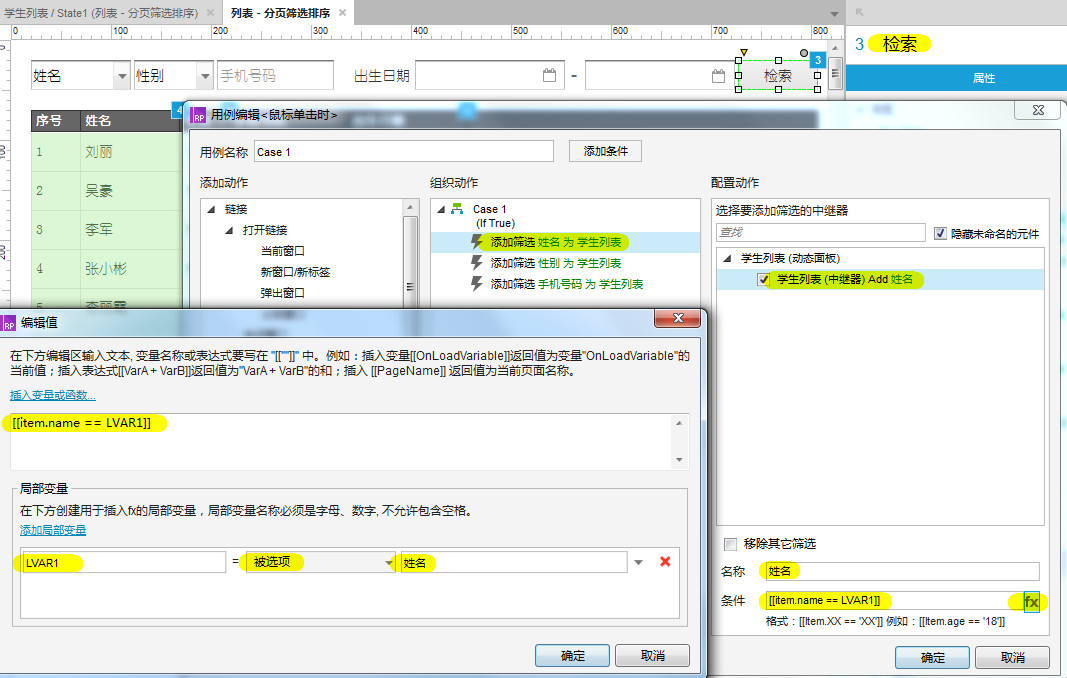 学生列表 / State1 (列表 - 分页筛选排序)
列表 - 分页筛选排序
0 100 200 300 400 500 600 700 800
3 检索
属性
姓名 性别 手机号码 出生日期 - 检索 3
序号 姓名 4
1 刘丽
2 吴豪
3 李军
4 张小彬
5 李丽霞
用例编辑<鼠标单击时>
用例名称 Case 1 添加条件
添加动作 组织动作 配置动作
链接
打开链接
当前窗口
新窗口/新标签
弹出窗口
Case 1
(If True)
添加筛选 姓名 为 学生列表
添加筛选 性别 为 学生列表
添加筛选 手机号码 为 学生列表
选择要添加筛选的中继器
查找 隐藏未命名的元件
学生列表 (动态面板)
学生列表 (中继器) Add 姓名
移除其它筛选
名称 姓名
条件 [[item.name == LVAR1]] fx
格式：[[Item.XX == 'XX']] 例如：[[Item.age == '18']]
确定 取消
编辑值
在下方编辑区输入文本, 变量名称或表达式要写在 "[[""]]" 中。例如：插入变量[[OnLoadVariable]]返回值为变量"OnLoadVariable"的
当前值；插入表达式[[VarA + VarB]]返回值为"VarA + VarB"的和；插入 [[PageName]] 返回值为当前页面名称。
插入变量或函数...
[[item.name == LVAR1]]
局部变量
在下方创建用于插入fx的局部变量，局部变量名称必须是字母、数字, 不允许包含空格。
添加局部变量
LVAR1 = 被选项 姓名
确定 取消